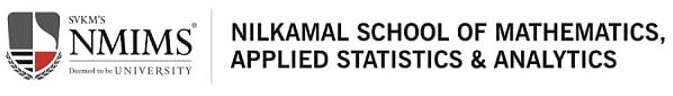 SVKM'S
NMIMS®
Deemed to be UNIVERSITY
NILKAMAL SCHOOL OF MATHEMATICS,
APPLIED STATISTICS & ANALYTICS